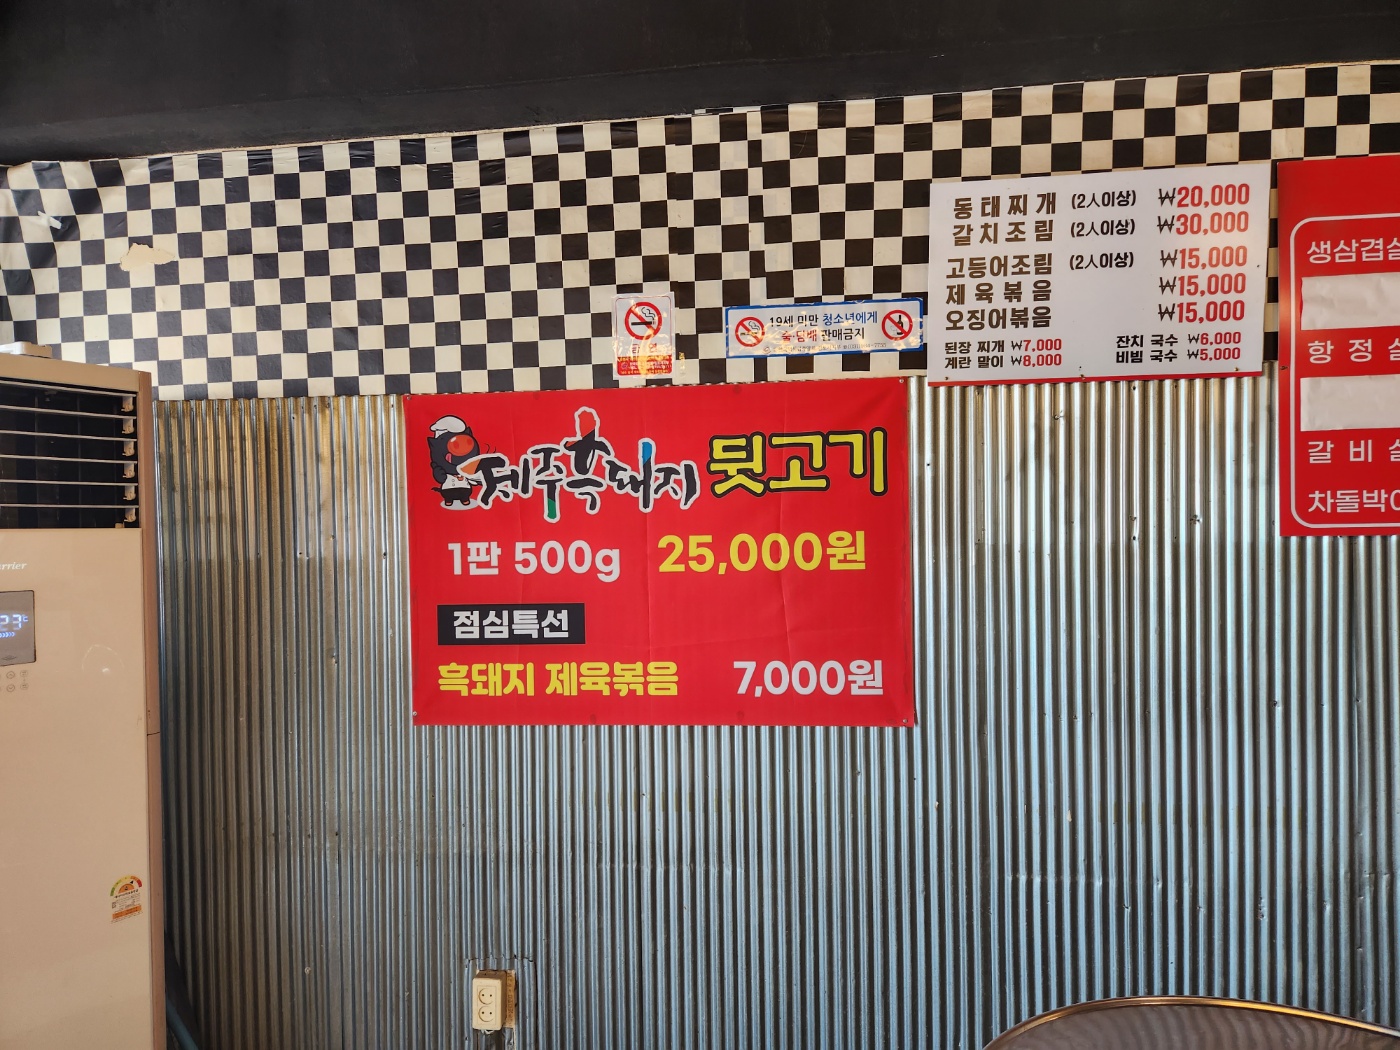 동태찌개 (2人이상) ₩20,000
갈치조림 (2人이상) ₩30,000
고등어조림 (2人이상) ₩15,000
제육볶음 ₩15,000
오징어볶음 ₩15,000
된장 찌개 ₩7,000 잔치 국수 ₩6,000
계란 말이 ₩8,000 비빔 국수 ₩5,000
생삼겹살
항정살
갈비살
차돌박이
19세 미만 청소년에게
술·담배 판매금지
제주흑돼지 뒷고기
1판 500g 25,000원
점심특선
흑돼지 제육볶음 7,000원
23